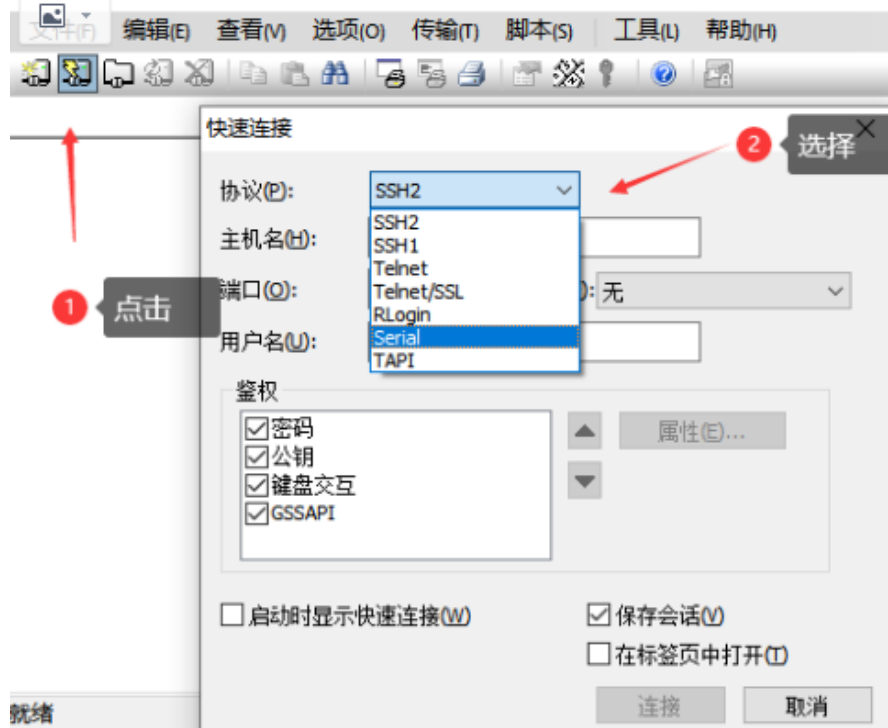 文件(F) 编辑(E) 查看(V) 选项(O) 传输(T) 脚本(S) 工具(L) 帮助(H)
快速连接
2 选择
协议(P): SSH2
SSH2
主机名(H):
SSH1
Telnet
1 点击
端口(O): Telnet/SSL ): 无
RLogin
用户名(U): Serial
TAPI
鉴权
密码 属性(E)...
公钥
键盘交互
GSSAPI
启动时显示快速连接(W) 保存会话(V)
在标签页中打开(T)
就绪 连接 取消